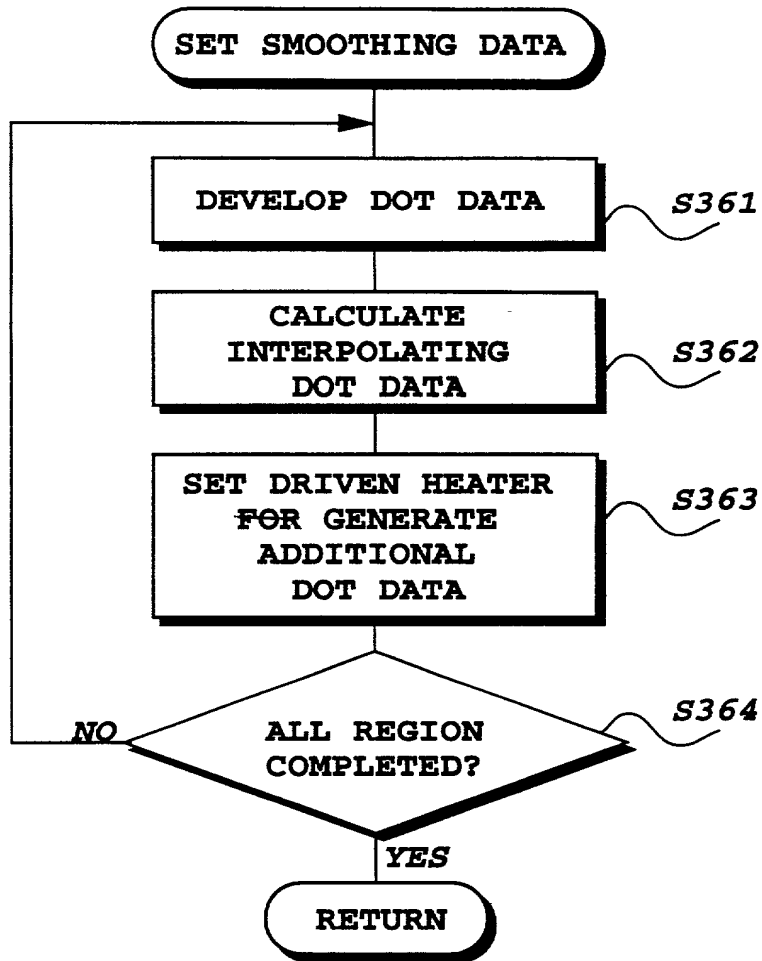 SET SMOOTHING DATA
DEVELOP DOT DATA
S361
CALCULATE
INTERPOLATING
DOT DATA
S362
SET DRIVEN HEATER
FOR GENERATE
ADDITIONAL
DOT DATA
S363
ALL REGION
COMPLETED?
S364
NO
YES
RETURN